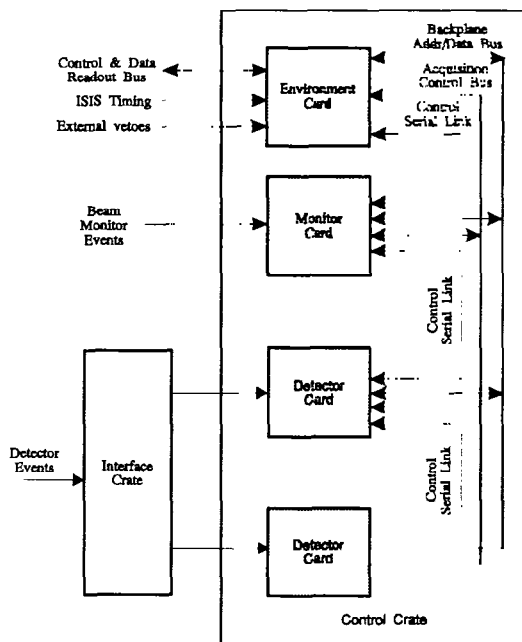 Backplane
Addr/Data Bus
Control & Data
Readout Bus
Acquisition
Control Bus
ISIS Timing
Environment
Card
Control
Serial Link
External vetoes
Beam
Monitor
Events
Monitor
Card
Control
Serial Link
Detector
Card
Detector
Events
Interface
Crate
Control
Serial Link
Detector
Card
Control Crate